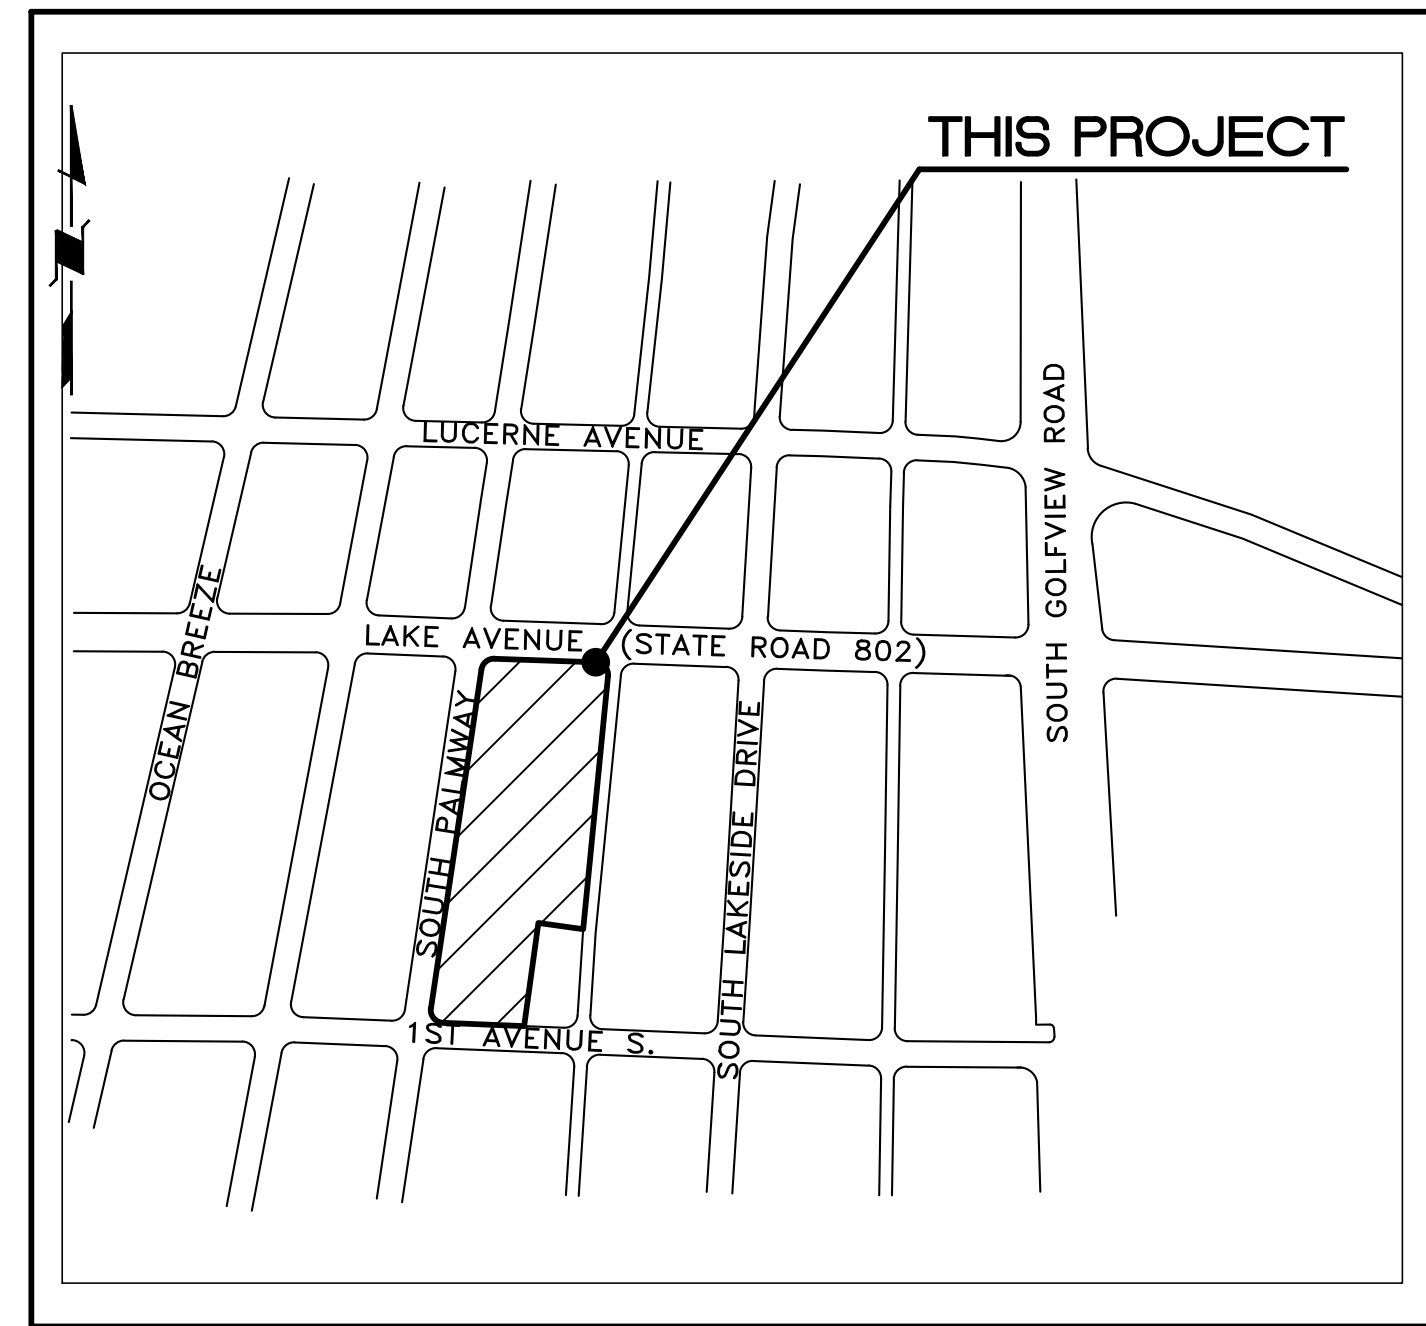 THIS PROJECT
LUCERNE AVENUE
SOUTH GOLFVIEW ROAD
OCEAN BREEZE
LAKE AVENUE (STATE ROAD 802)
SOUTH PALMWAY
SOUTH LAKESIDE DRIVE
1ST AVENUE S.
N